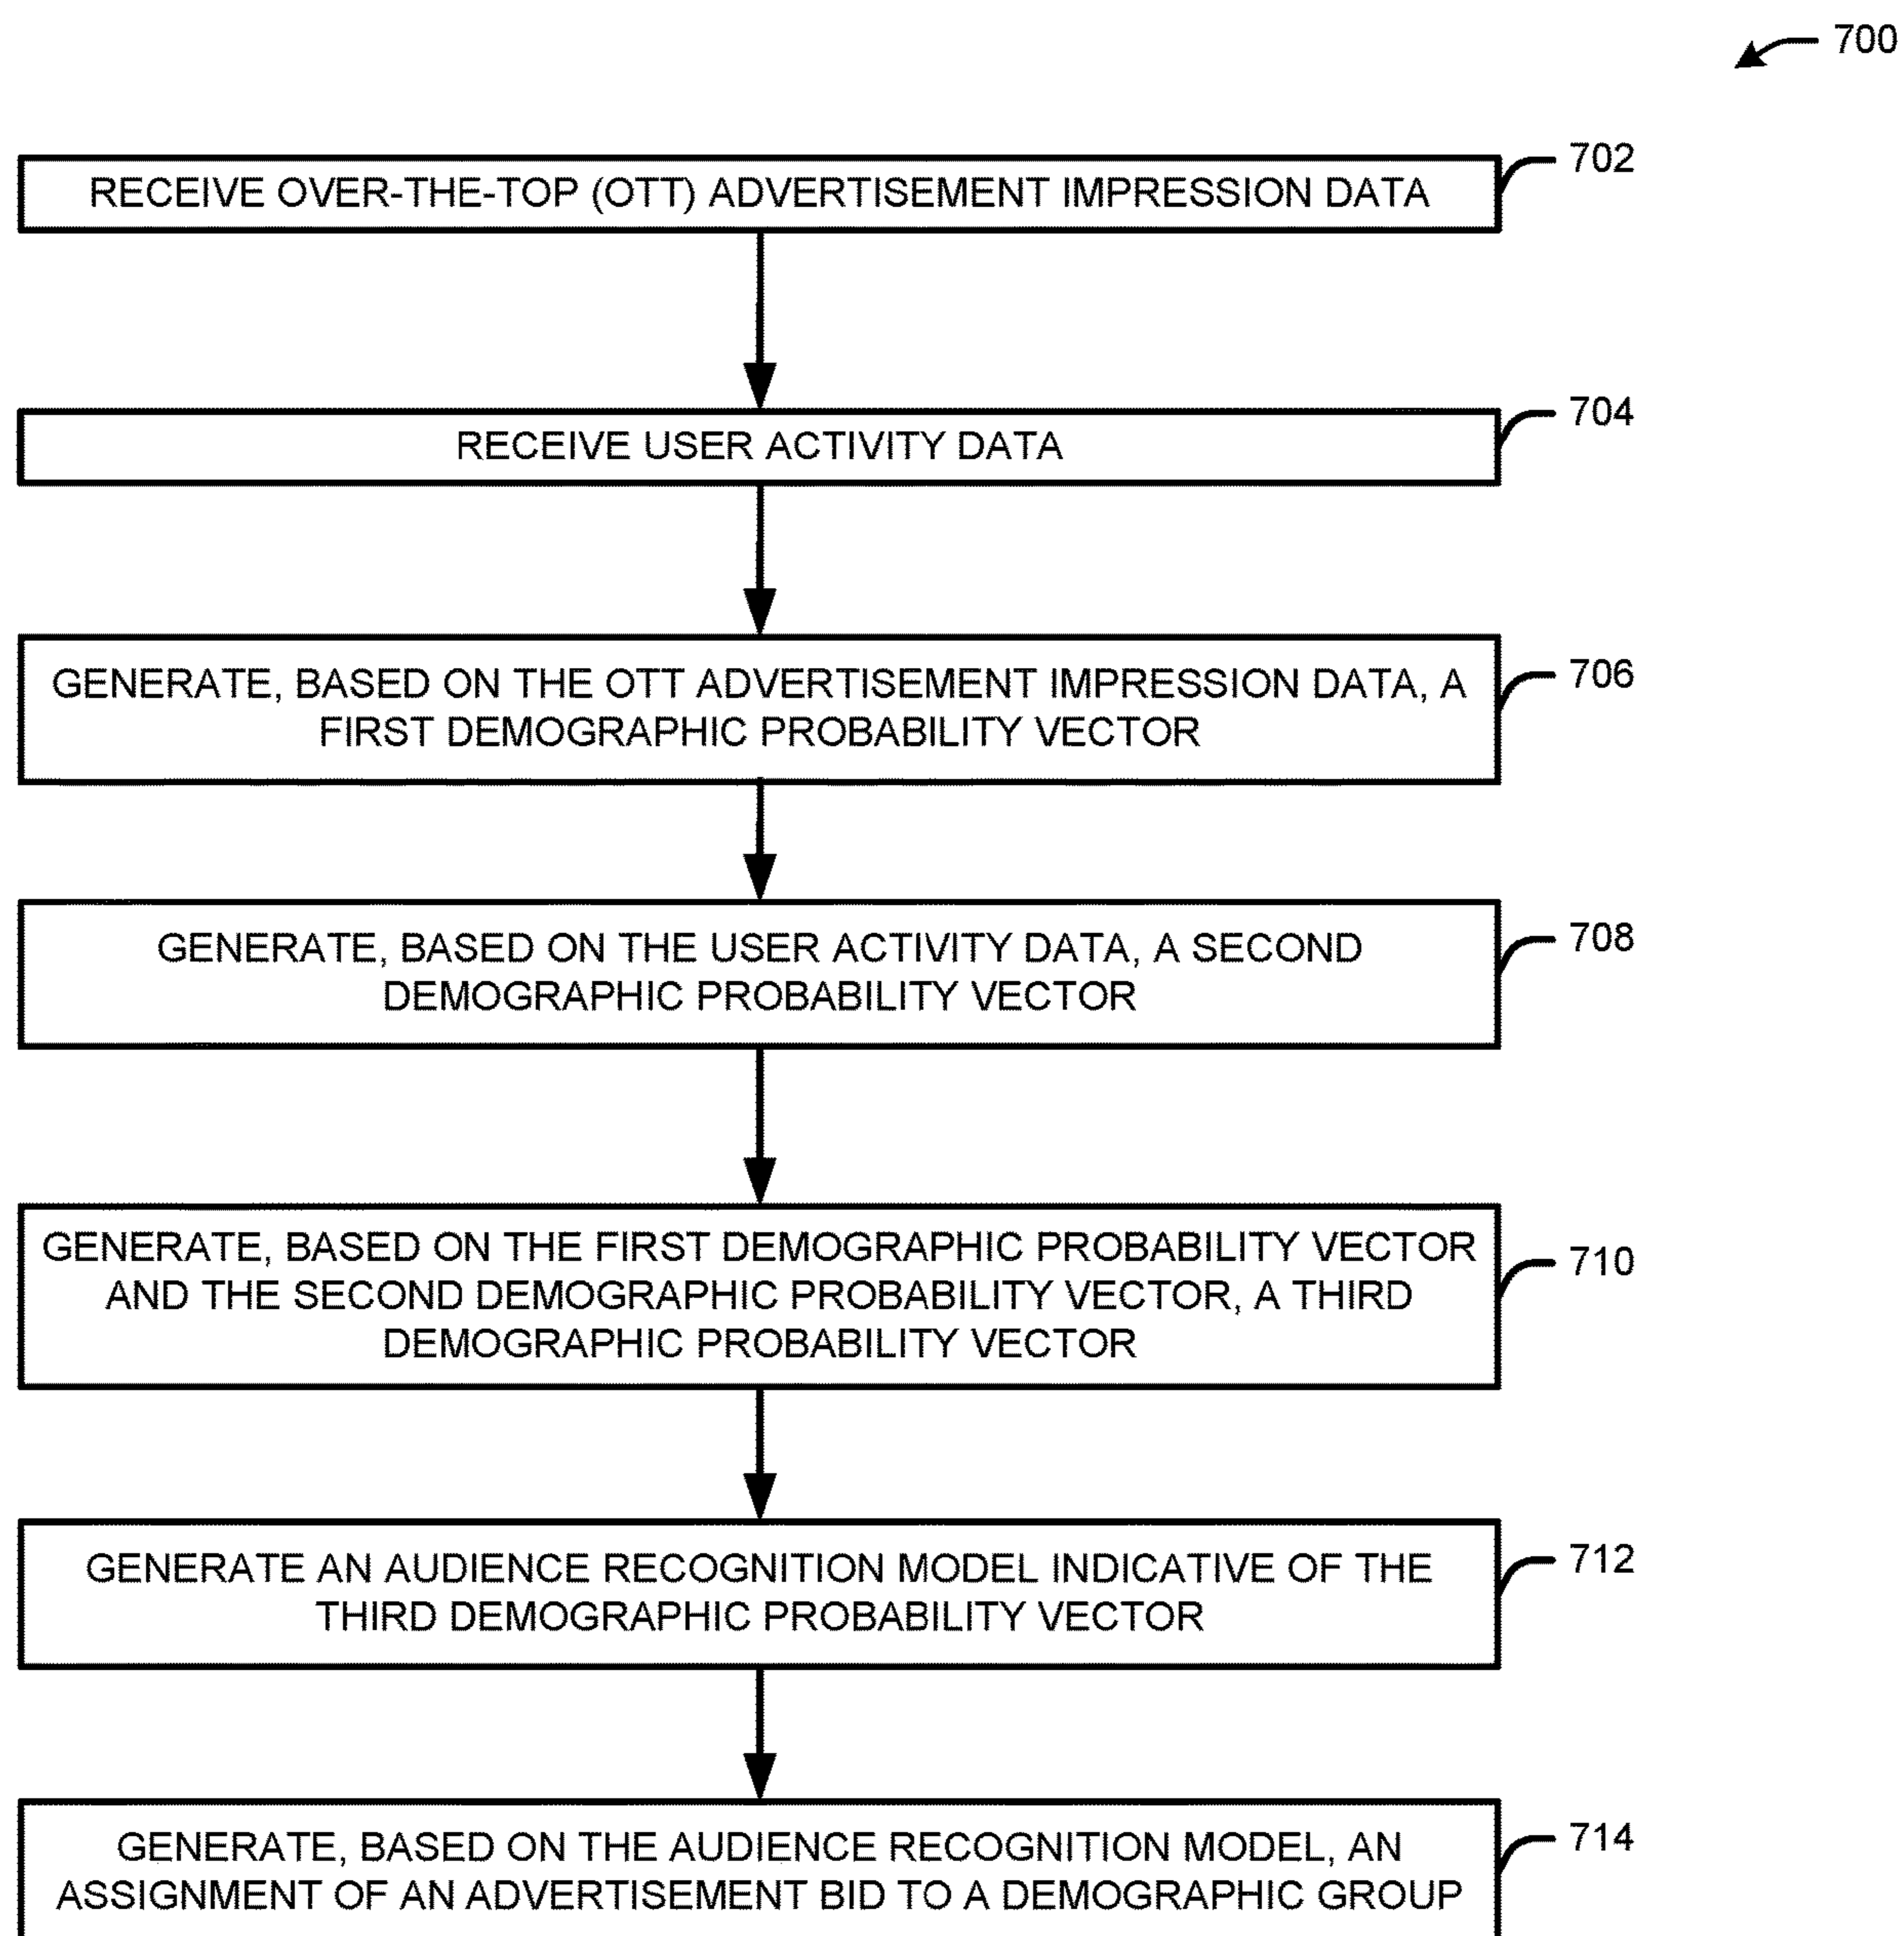 700
702
RECEIVE OVER-THE-TOP (OTT) ADVERTISEMENT IMPRESSION DATA
704
RECEIVE USER ACTIVITY DATA
706
GENERATE, BASED ON THE OTT ADVERTISEMENT IMPRESSION DATA, A
FIRST DEMOGRAPHIC PROBABILITY VECTOR
708
GENERATE, BASED ON THE USER ACTIVITY DATA, A SECOND
DEMOGRAPHIC PROBABILITY VECTOR
710
GENERATE, BASED ON THE FIRST DEMOGRAPHIC PROBABILITY VECTOR
AND THE SECOND DEMOGRAPHIC PROBABILITY VECTOR, A THIRD
DEMOGRAPHIC PROBABILITY VECTOR
712
GENERATE AN AUDIENCE RECOGNITION MODEL INDICATIVE OF THE
THIRD DEMOGRAPHIC PROBABILITY VECTOR
714
GENERATE, BASED ON THE AUDIENCE RECOGNITION MODEL, AN
ASSIGNMENT OF AN ADVERTISEMENT BID TO A DEMOGRAPHIC GROUP